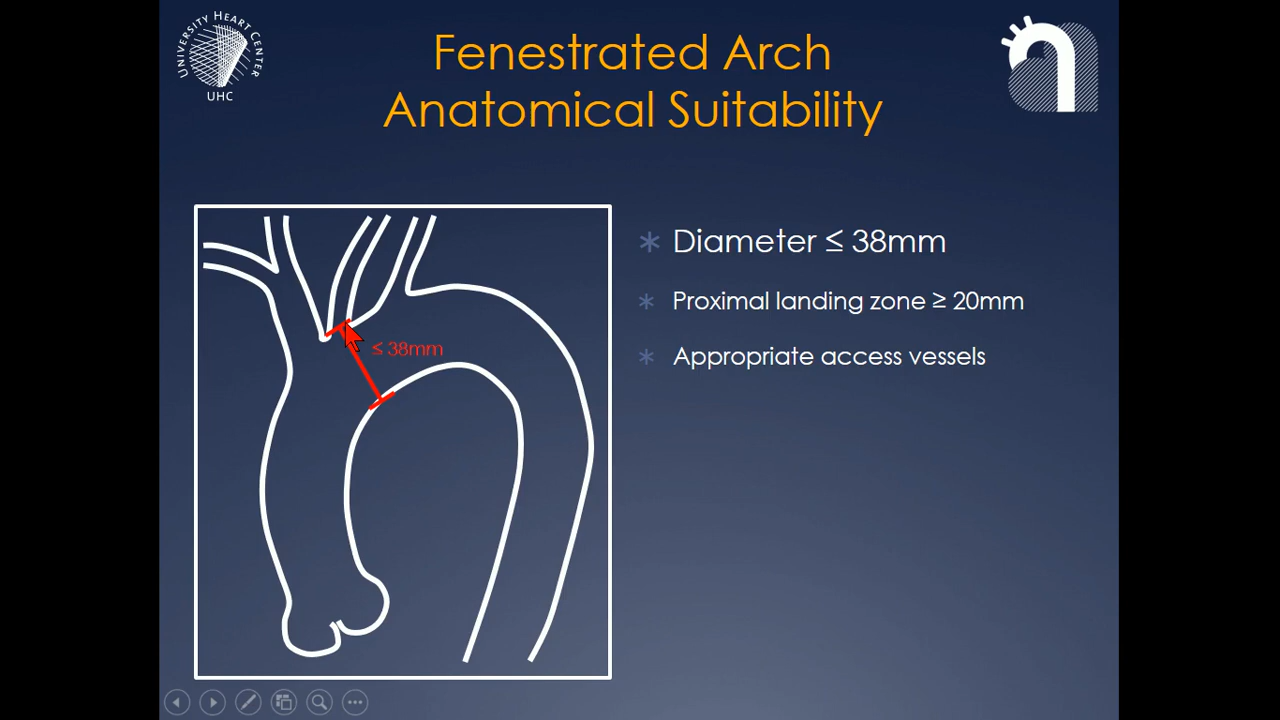 UNIVERSITY HEART CENTER
UHC
Fenestrated Arch
Anatomical Suitability
≤ 38mm
Diameter ≤ 38mm
Proximal landing zone ≥ 20mm
Appropriate access vessels